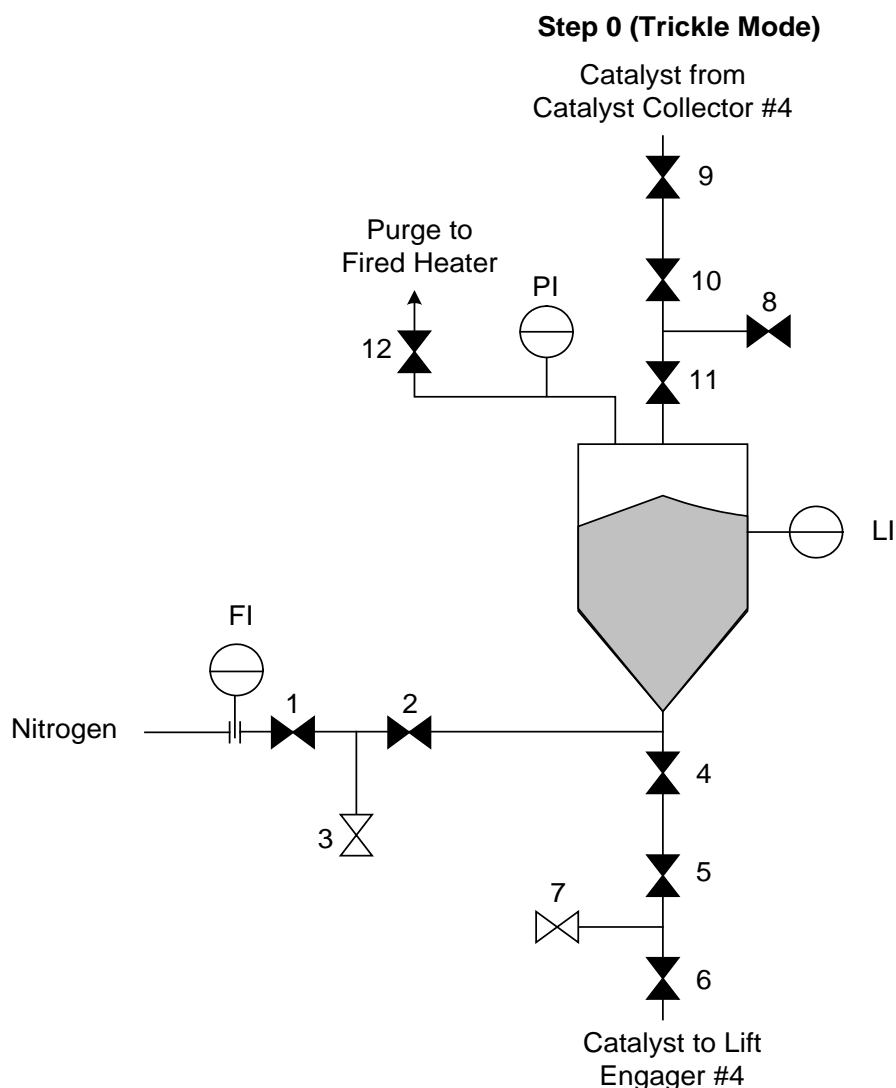 Step 0 (Trickle Mode)
Catalyst from
Catalyst Collector #4
9
Purge to
Fired Heater
PI
10
8
12
11
LI
FI
1
2
Nitrogen
4
3
5
7
6
Catalyst to Lift
Engager #4